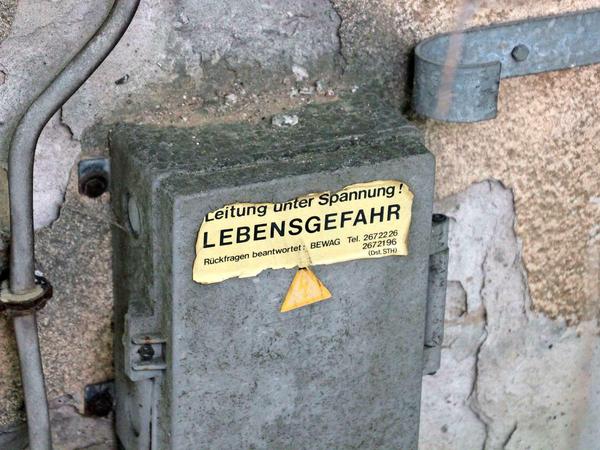 Leitung unter Spannung!
LEBENSGEFAHR
Rückfragen beantwortet: BEWAG Tel. 2672226
2672196
(Dst. STH)